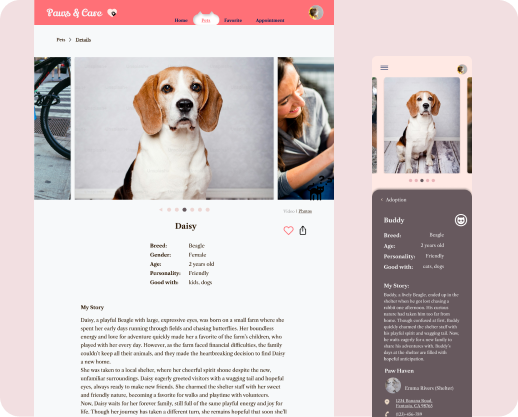 Paws & Care
Home
Pets
Favorite
Appointment
Pets > Details
Video | Photos
Daisy
Breed: Beagle
Gender: Female
Age: 2 years old
Personality: Friendly
Good with: kids, dogs
My Story
Daisy, a playful Beagle with large, expressive eyes, was born on a small farm where she
spent her early days running through fields and chasing butterflies. Her boundless
energy and love for adventure quickly made her a favorite of the farm's children, who
played with her every day. However, as the farm faced financial difficulties, the family
couldn't keep all their animals, and they made the heartbreaking decision to find Daisy
a new home.
She was taken to a local shelter, where her cheerful spirit shone despite the new,
unfamiliar surroundings. Daisy eagerly greeted visitors with a wagging tail and hopeful
eyes, always ready to make new friends. She charmed the shelter staff with her sweet
and friendly nature, becoming a favorite for walks and playtime with volunteers.
Now, Daisy waits for her forever family, still full of the same playful energy and joy for
life. Though her journey has taken a different turn, she remains hopeful that soon she'll
< Adoption
Buddy
Breed: Beagle
Age: 2 years old
Personality: Friendly
Good with: cats, dogs
My Story:
Buddy, a lively Beagle, ended up in the
shelter when he got lost chasing a
rabbit one afternoon. His curious
nature had taken him too far from
home. Though confused at first, Buddy
quickly charmed the shelter staff with
his playful spirit and wagging tail. Now,
he waits eagerly for a new family to
share his adventures with. Buddy's
days at the shelter are filled with
hopeful anticipation.
Paw Haven
Emma Rivers (Shelter)
1234 Banana Road,